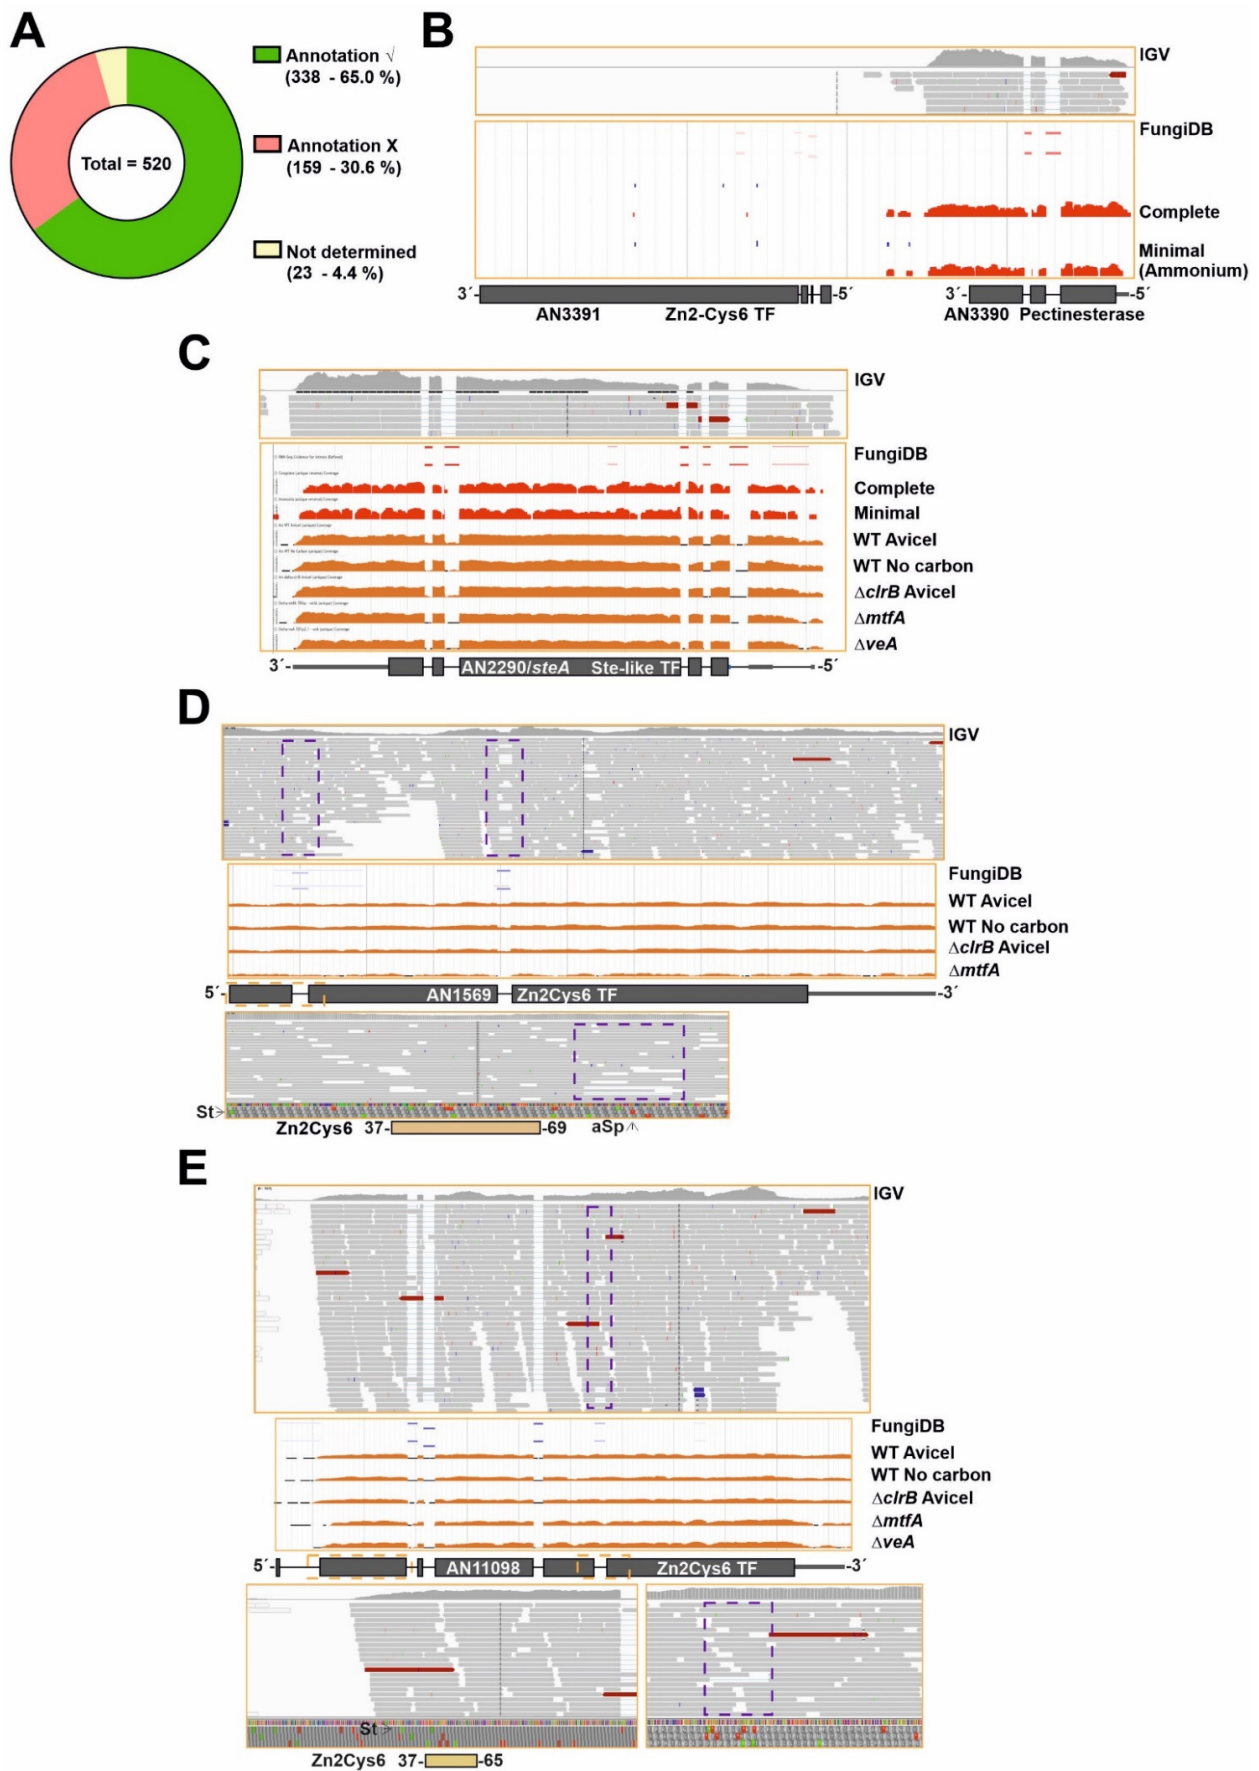 A
Annotation √
(338 - 65.0 %)
Annotation X
(159 - 30.6 %)
Not determined
(23 - 4.4 %)
Total = 520
B
IGV
FungiDB
Complete
Minimal
(Ammonium)
3´- -5´ 3´- -5´
AN3391 Zn2-Cys6 TF AN3390 Pectinesterase
C
IGV
FungiDB
Complete
Minimal
WT Avicel
WT No carbon
ΔclrB Avicel
ΔmtfA
ΔveA
3´- AN2290/steA Ste-like TF -5´
D
IGV
FungiDB
WT Avicel
WT No carbon
ΔclrB Avicel
ΔmtfA
5´- AN1569 Zn2Cys6 TF -3´
St
Zn2Cys6 37- -69 aSp
E
IGV
FungiDB
WT Avicel
WT No carbon
ΔclrB Avicel
ΔmtfA
ΔveA
5´- AN11098 Zn2Cys6 TF -3´
St
Zn2Cys6 37- -65